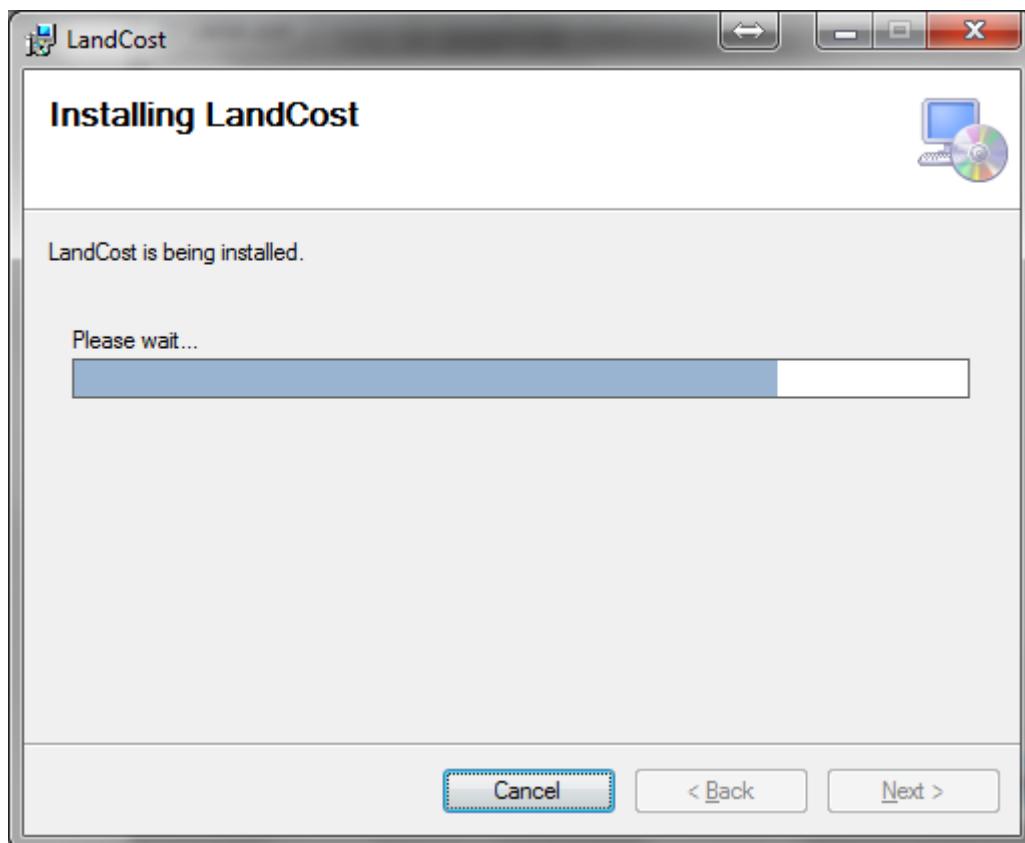 LandCost
Installing LandCost
LandCost is being installed.
Please wait...
Cancel
< Back
Next >